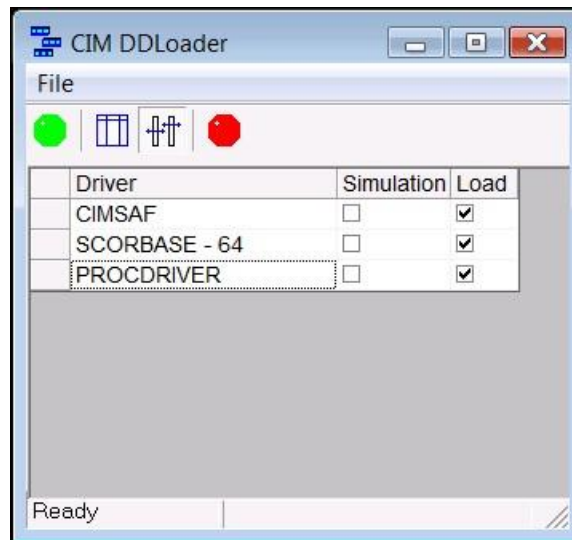 CIM DDLoader
File
Driver Simulation Load
CIMSAF
SCORBASE - 64
PROCDRIVER
Ready